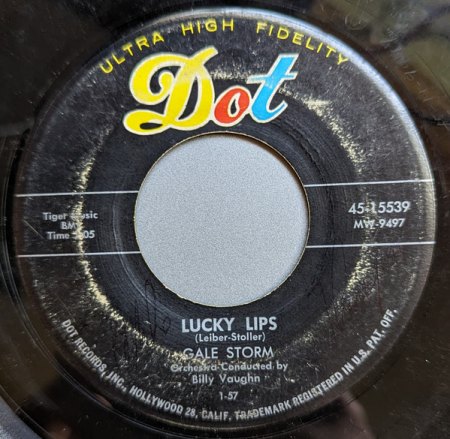 ULTRA HIGH FIDELITY
Dot
Tiger Music
BMI
Time
45-15539
MW-9497
LUCKY LIPS
(Leiber-Stoller)
GALE STORM
Orchestra Conducted by
Billy Vaughn
1-57
DOT RECORDS, INC., HOLLYWOOD 28, CALIF. TRADEMARK REGISTERED IN U.S. PAT. OFF.